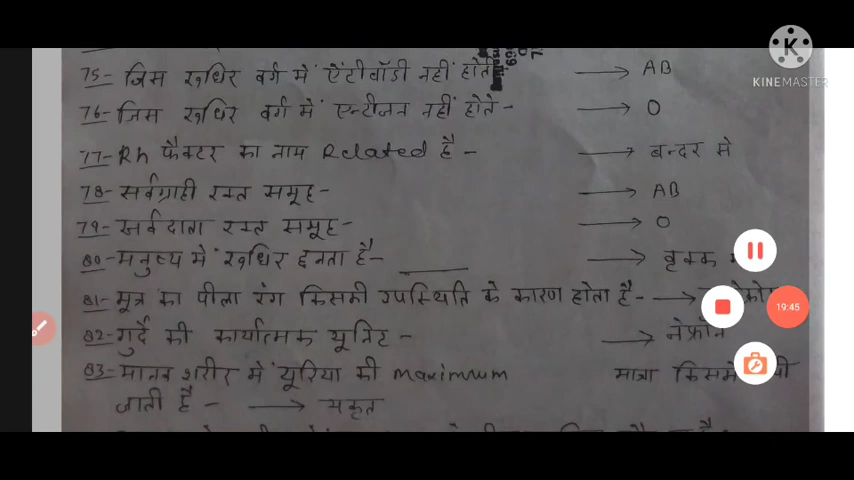 75- जिस रूधिर वर्ग में ऐंटीबॉडी नहीं होती → AB
KINEMASTER
76- जिस रूधिर वर्ग में एन्टीजन नहीं होते - → O
77- Rh फैक्टर का नाम Related है - → बन्दर से
78- सर्वग्राही रक्त समूह - → AB
79- सर्वदाता रक्त समूह - → O
80- मनुष्य में रूधिर छनता है - → वृक्क
81- मूत्र का पीला रंग किसकी उपस्थिति के कारण होता है - →
19:45
82- गुर्दे की कार्यात्मक यूनिट - → नेफ्रॉन
83- मानव शरीर में यूरिया की maximum मात्रा किसमें
जाती है - → यकृत